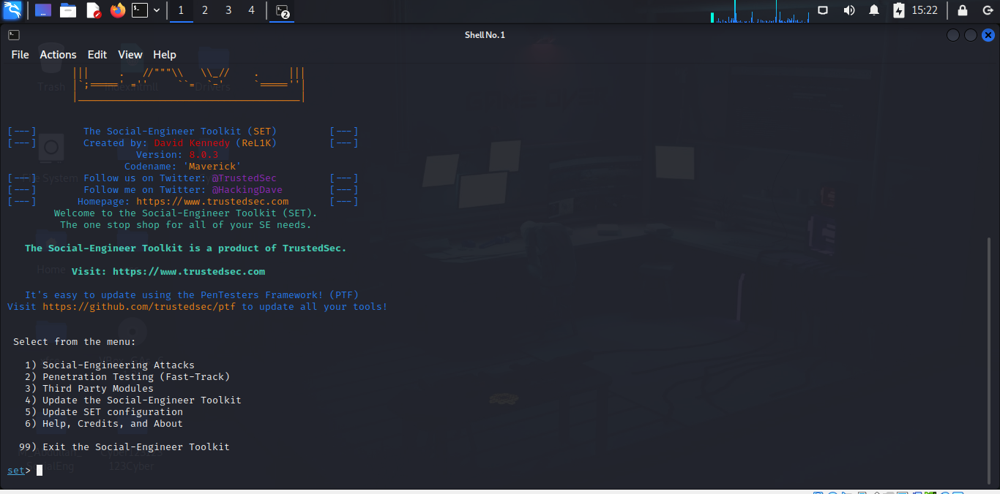 1 2 3 4 2 15:22
Shell No.1
File Actions Edit View Help
||| . //"""\\ \\_// . |||
|`;=====' ='' ``= `-' `=====''|
|______________________________________|
[---] The Social-Engineer Toolkit (SET) [---]
[---] Created by: David Kennedy (ReL1K) [---]
Version: 8.0.3
Codename: 'Maverick'
[---] Follow us on Twitter: @TrustedSec [---]
[---] Follow me on Twitter: @HackingDave [---]
[---] Homepage: https://www.trustedsec.com [---]
Welcome to the Social-Engineer Toolkit (SET).
The one stop shop for all of your SE needs.
The Social-Engineer Toolkit is a product of TrustedSec.
Visit: https://www.trustedsec.com
It's easy to update using the PenTesters Framework! (PTF)
Visit https://github.com/trustedsec/ptf to update all your tools!
Select from the menu:
1) Social-Engineering Attacks
2) Penetration Testing (Fast-Track)
3) Third Party Modules
4) Update the Social-Engineer Toolkit
5) Update SET configuration
6) Help, Credits, and About
99) Exit the Social-Engineer Toolkit
set>
Trash
Drivers
System
Home
123Cyber